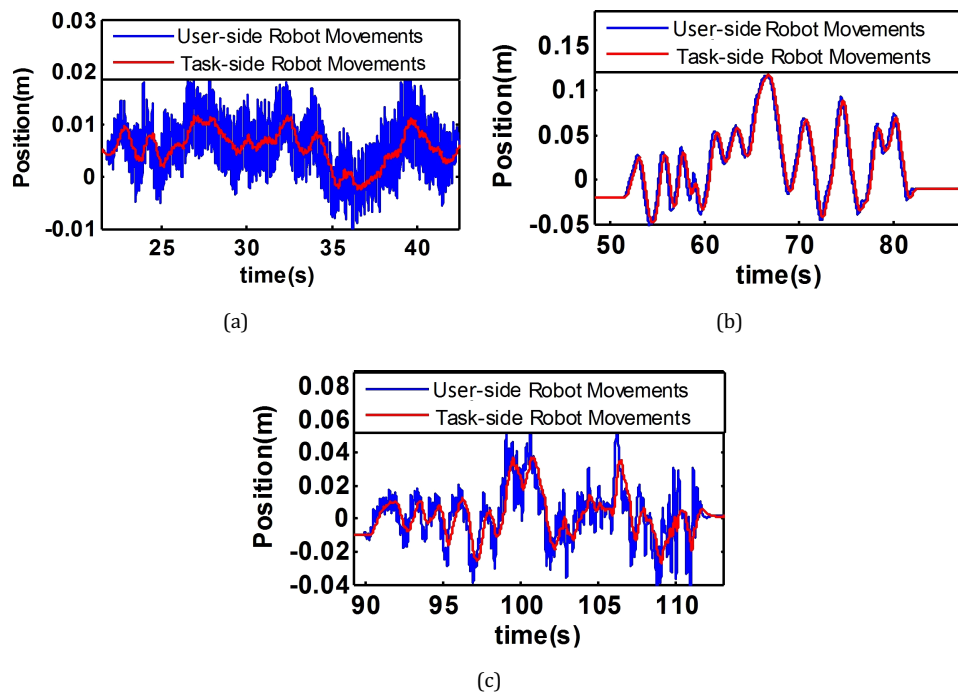 0.03
User-side Robot Movements
Task-side Robot Movements
0.02
0.01
0
-0.01
Position(m)
25 30 35 40
time(s)
(a)
0.15
User-side Robot Movements
Task-side Robot Movements
0.1
0.05
0
-0.05
Position(m)
50 60 70 80
time(s)
(b)
0.08
User-side Robot Movements
0.06
Task-side Robot Movements
0.04
0.02
0
-0.02
-0.04
Position(m)
90 95 100 105 110
time(s)
(c)